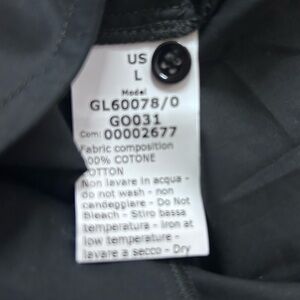 US
L
Model
GL60078/0
GO031
Com: 00002677
Fabric composition
100% COTONE
COTTON
Non lavare in acqua -
do not wash - non
candeggiare - Do Not
Bleach - Stiro bassa
temperatura - Iron at
low temperature -
lavare a secco - Dry